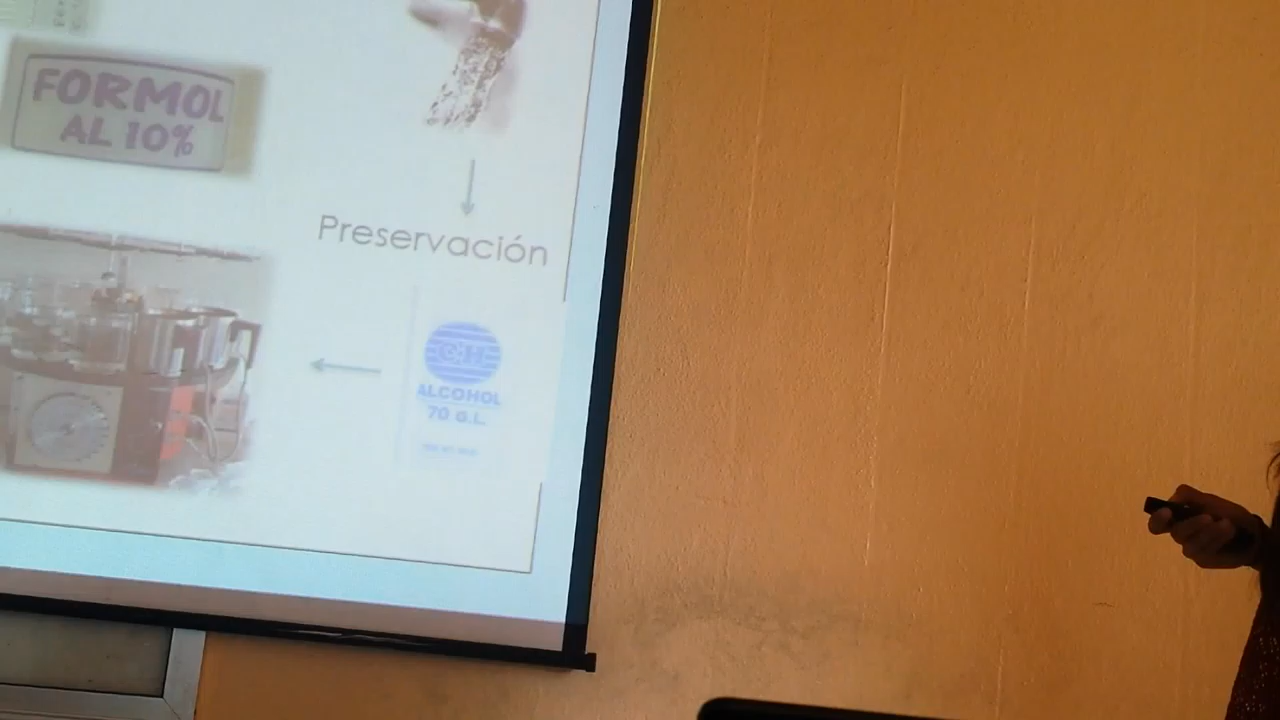 FORMOL
AL 10%
Preservación
ALCOHOL
70 G.L.